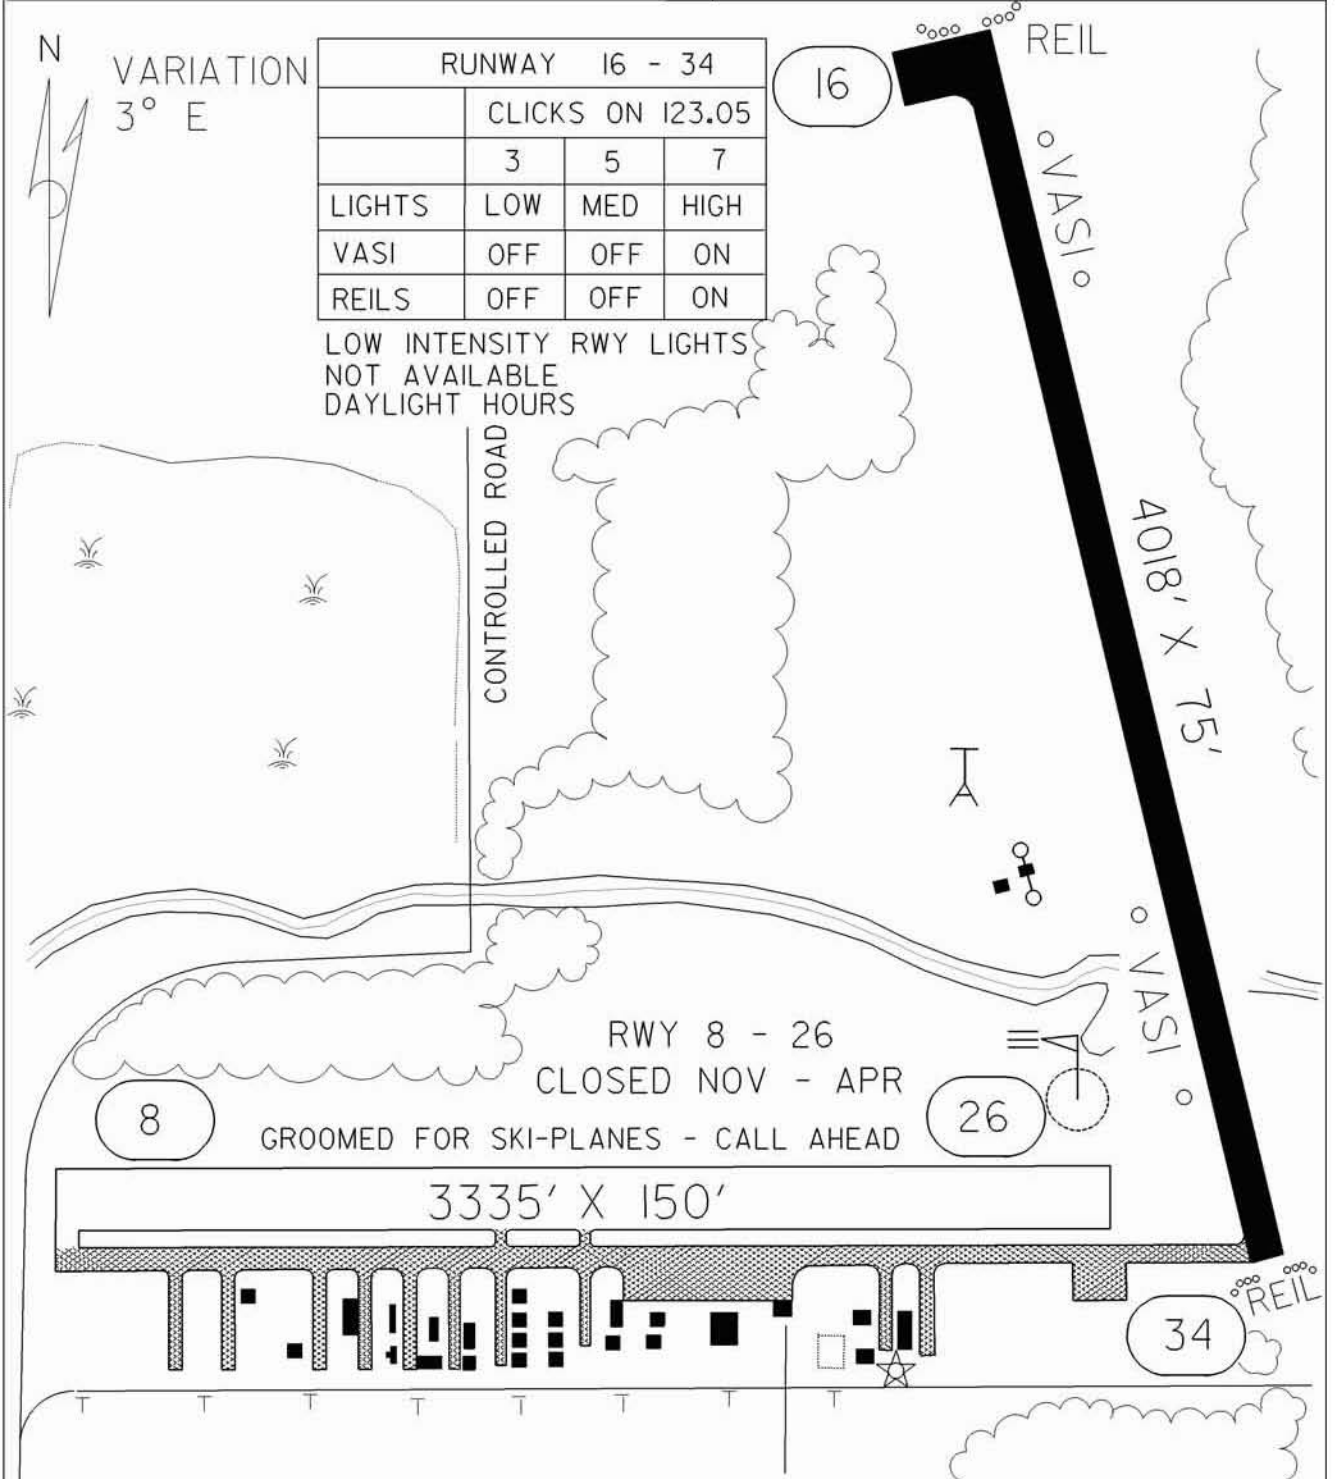 N
VARIATION
3° E
RUNWAY 16 - 34
CLICKS ON 123.05
3 5 7
LIGHTS LOW MED HIGH
VASI OFF OFF ON
REILS OFF OFF ON
LOW INTENSITY RWY LIGHTS
NOT AVAILABLE
DAYLIGHT HOURS
16
REIL
VASI
CONTROLLED ROAD
4018' X 75'
VASI
RWY 8 - 26
CLOSED NOV - APR
8
26
GROOMED FOR SKI-PLANES - CALL AHEAD
3335' X 150'
REIL
34
T T T T T T T T